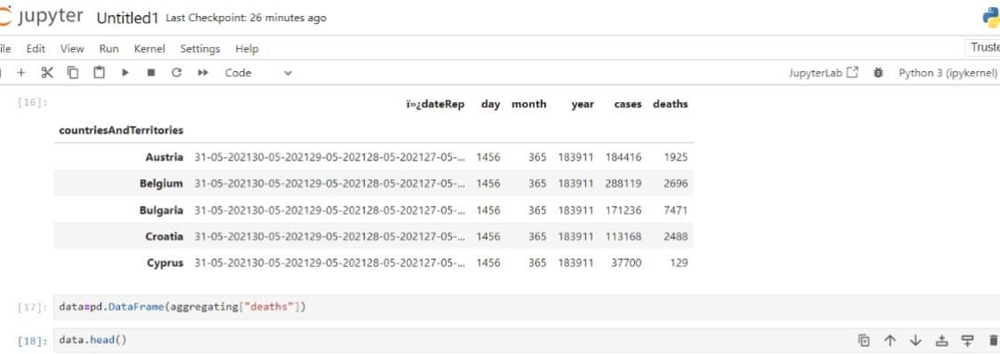 jupyter Untitled1 Last Checkpoint: 26 minutes ago
ile Edit View Run Kernel Settings Help
Truste
Code JupyterLab Python 3 (ipykernel)
[16]: ï»¿dateRep day month year cases deaths
countriesAndTerritories
Austria 31-05-202130-05-202129-05-202128-05-202127-05-... 1456 365 183911 184416 1925
Belgium 31-05-202130-05-202129-05-202128-05-202127-05-... 1456 365 183911 288119 2696
Bulgaria 31-05-202130-05-202129-05-202128-05-202127-05-... 1456 365 183911 171236 7471
Croatia 31-05-202130-05-202129-05-202128-05-202127-05-... 1456 365 183911 113168 2488
Cyprus 31-05-202130-05-202129-05-202128-05-202127-05-... 1456 365 183911 37700 129
[17]: data=pd.DataFrame(aggregating["deaths"])
[18]: data.head()